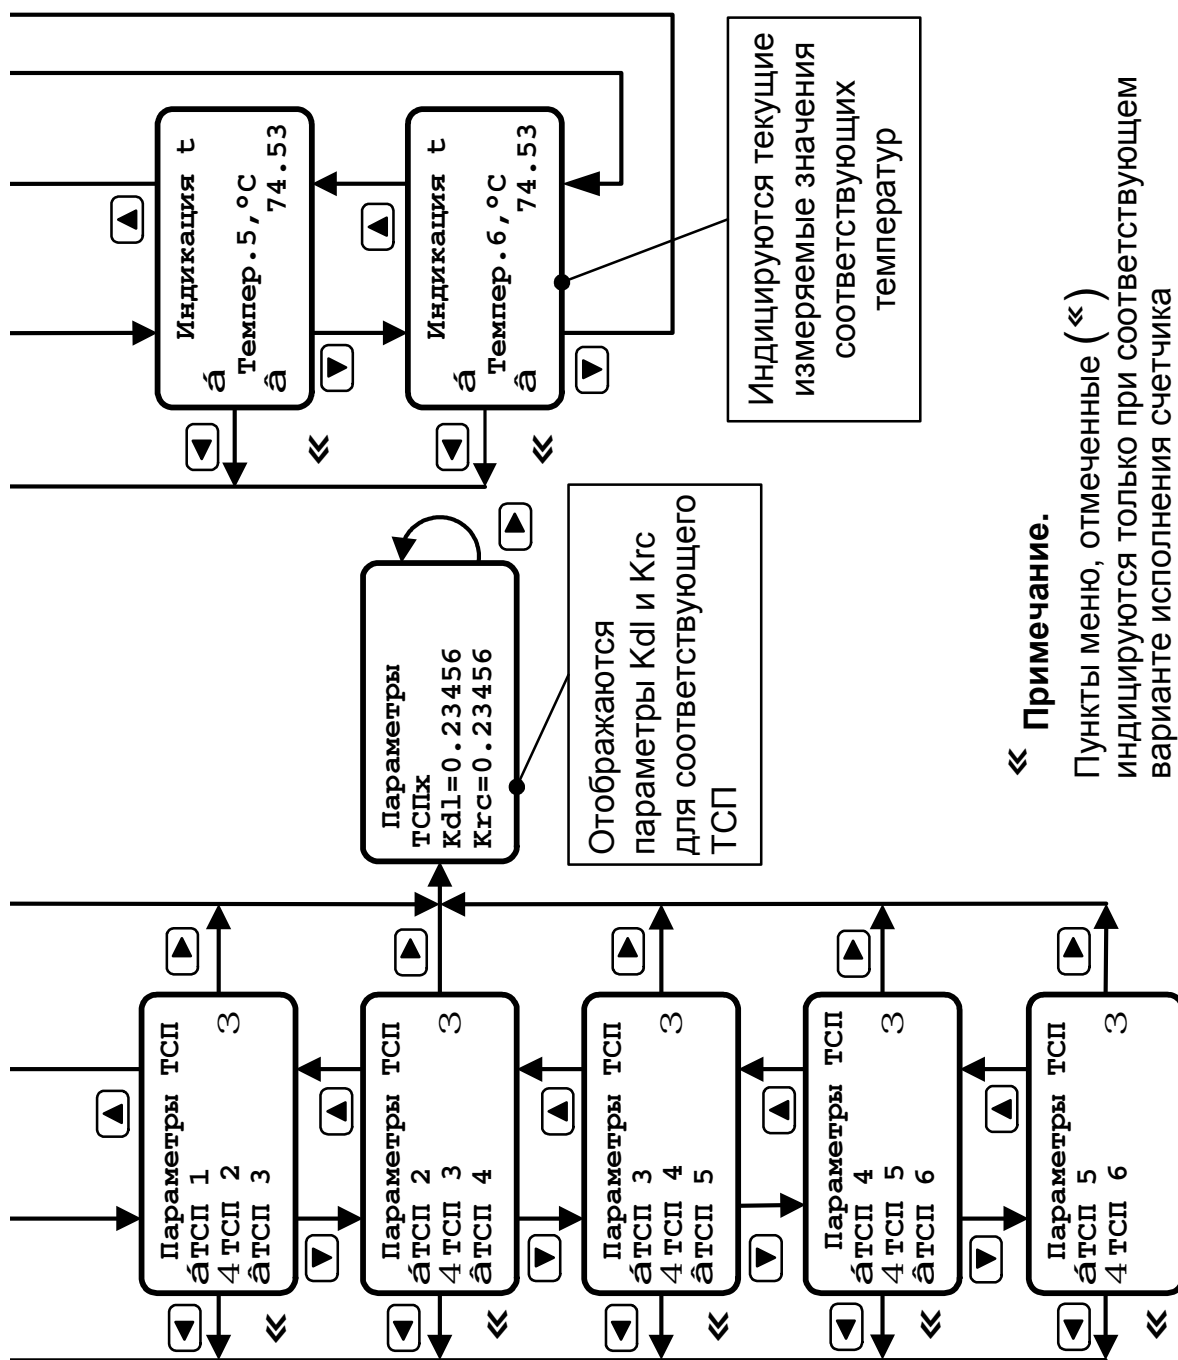 Параметры ТСП
áТСП 1
4 ТСП 2 3
âТСП 3
«
Параметры ТСП
áТСП 2
4 ТСП 3 3
âТСП 4
«
Параметры ТСП
áТСП 3
4 ТСП 4 3
âТСП 5
«
Параметры ТСП
áТСП 4
4 ТСП 5 3
âТСП 6
«
Параметры ТСП
áТСП 5
4 ТСП 6 3
«
Параметры
ТСПх
Kdl=0.23456
Krc=0.23456
Отображаются
параметры Kdl и Krc
для соответствующего
ТСП
Индикация t
á
Темпер.5,°C
â 74.53
«
Индикация t
á
Темпер.6,°C
â 74.53
«
Индицируются текущие
измеряемые значения
соответствующих
температур
« Примечание.
Пункты меню, отмеченные («)
индицируются только при соответствующем
варианте исполнения счетчика